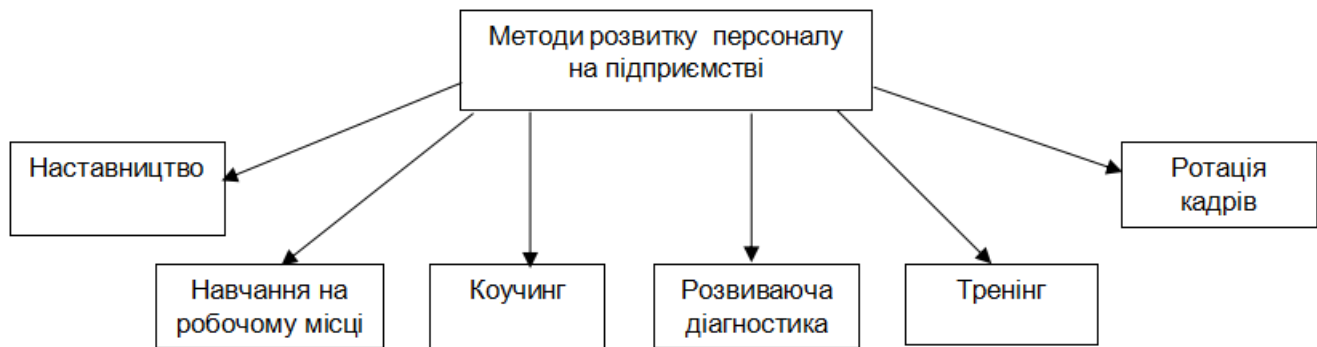 Методи розвитку персоналу
на підприємстві
Наставництво
Ротація
кадрів
Навчання на
робочому місці
Коучинг
Розвиваюча
діагностика
Тренінг